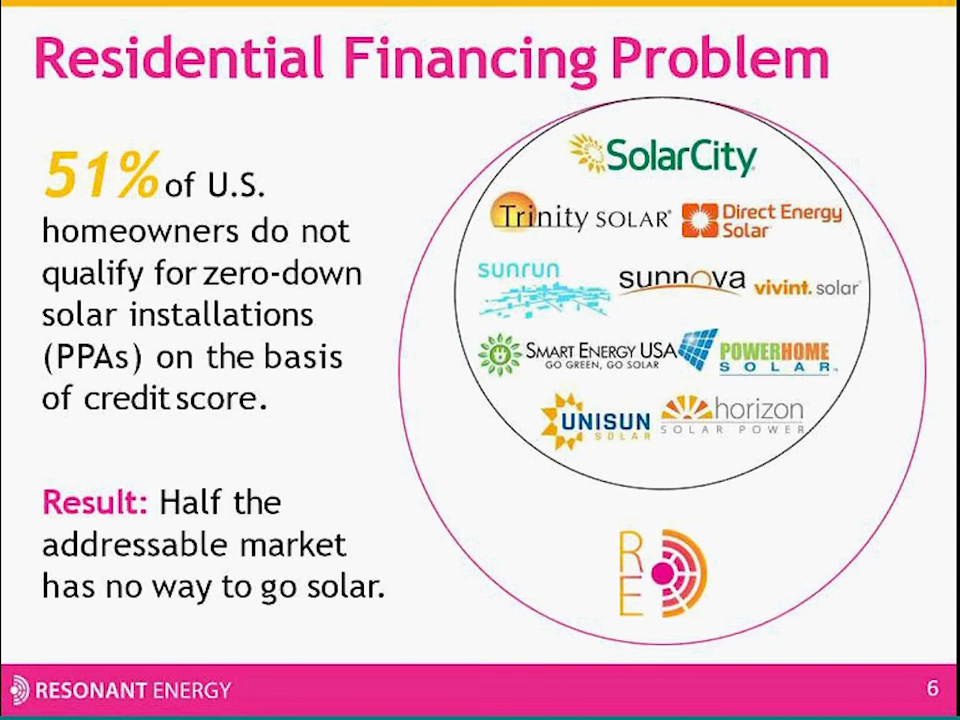 Residential Financing Problem
51% of U.S.
homeowners do not
qualify for zero-down
solar installations
(PPAs) on the basis
of credit score.
Result: Half the
addressable market
has no way to go solar.
SolarCity
Trinity SOLAR®
Direct Energy
Solar
sunrun
sunnova
vivint. solar
SMART ENERGY USA
GO GREEN, GO SOLAR
POWERHOME
SOLAR™
UNISUN
SOLAR
horizon
SOLAR POWER
RE
RESONANT ENERGY
6